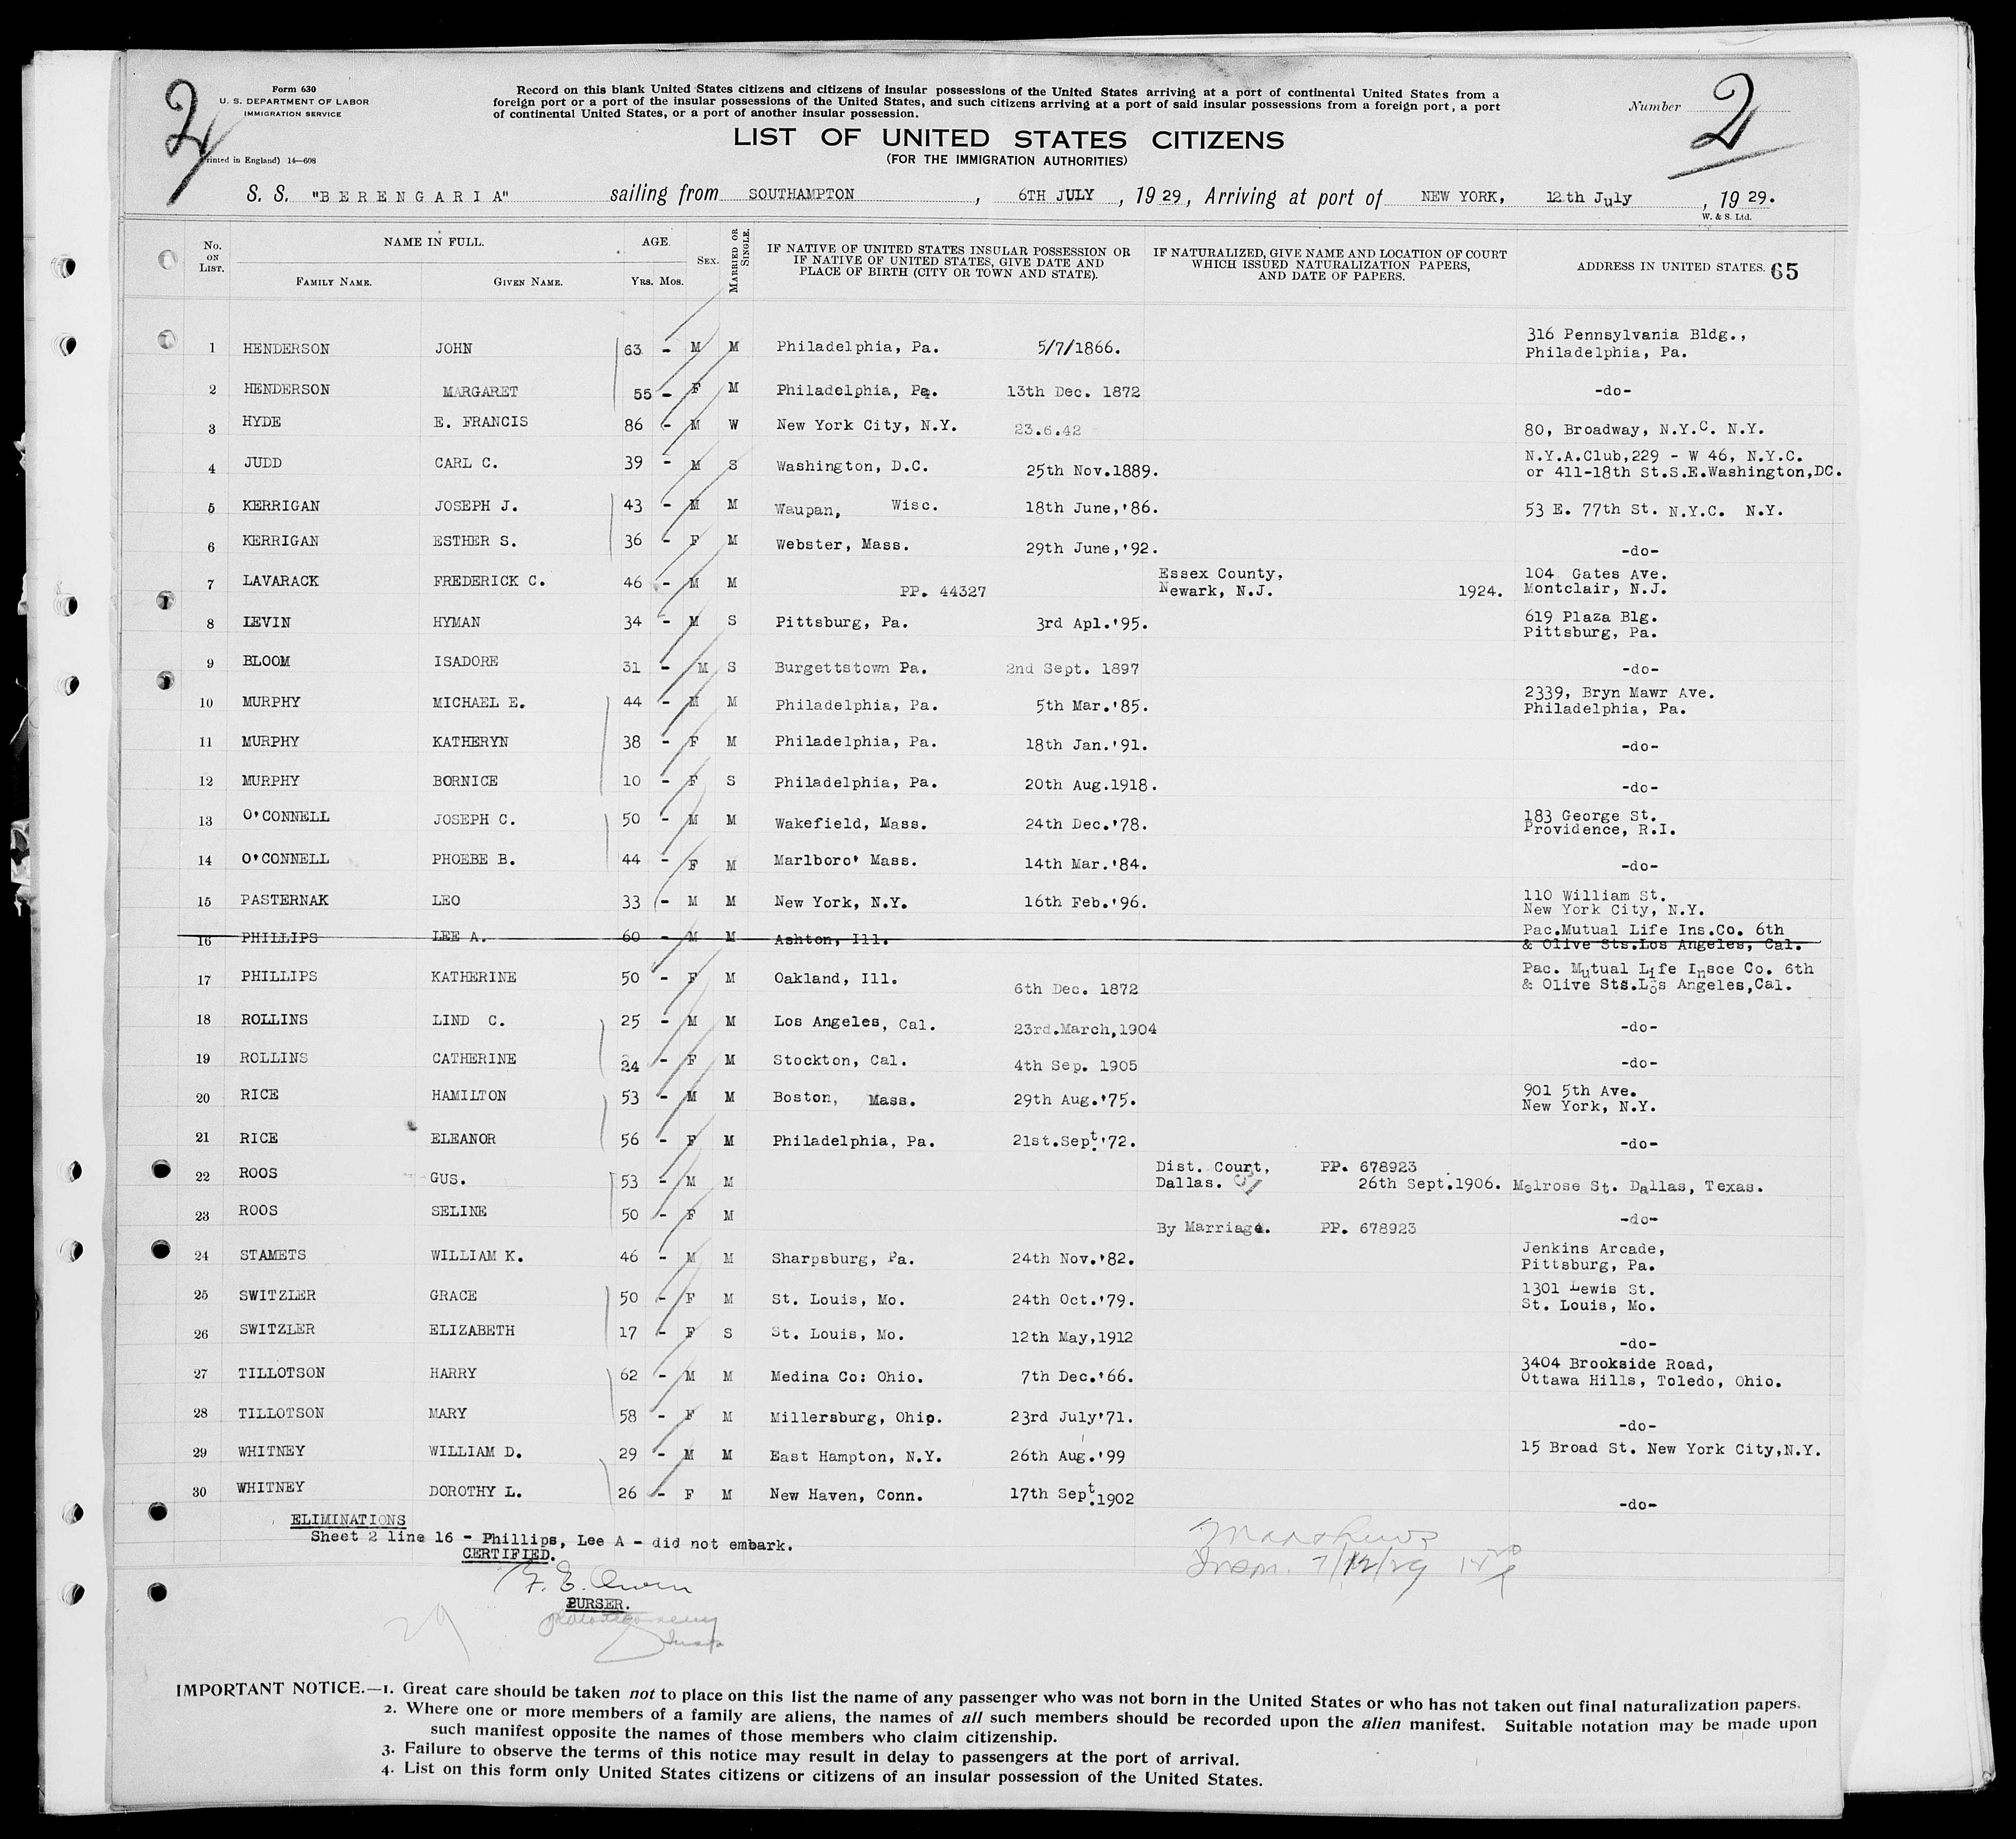 2
Form 630
U. S. DEPARTMENT OF LABOR
IMMIGRATION SERVICE
Printed in England) 14—608
Record on this blank United States citizens and citizens of insular possessions of the United States arriving at a port of continental United States from a
foreign port or a port of the insular possessions of the United States, and such citizens arriving at a port of said insular possessions from a foreign port, a port
of continental United States, or a port of another insular possession.
LIST OF UNITED STATES CITIZENS
(FOR THE IMMIGRATION AUTHORITIES)
Number 2
S. S. "BERENGARIA" sailing from SOUTHAMPTON, 6TH JULY, 1929, Arriving at port of NEW YORK, 12th July, 1929.
W. & S. Ltd.
No. ON LIST. NAME IN FULL. FAMILY NAME. GIVEN NAME. AGE. YRS. MOS. SEX. MARRIED OR SINGLE. IF NATIVE OF UNITED STATES INSULAR POSSESSION OR IF NATIVE OF UNITED STATES, GIVE DATE AND PLACE OF BIRTH (CITY OR TOWN AND STATE). IF NATURALIZED, GIVE NAME AND LOCATION OF COURT WHICH ISSUED NATURALIZATION PAPERS, AND DATE OF PAPERS. ADDRESS IN UNITED STATES. 65
1 HENDERSON JOHN 63 - M M Philadelphia, Pa. 5/7/1866. 316 Pennsylvania Bldg., Philadelphia, Pa.
2 HENDERSON MARGARET 55 - F M Philadelphia, Pa. 13th Dec. 1872 -do-
3 HYDE E. FRANCIS 86 - M W New York City, N.Y. 23.6.42 80, Broadway, N.Y.C. N.Y.
4 JUDD CARL C. 39 - M S Washington, D.C. 25th Nov.1889. N.Y.A.Club,229 - W 46, N.Y.C. or 411-18th St.S.E.Washington,DC.
5 KERRIGAN JOSEPH J. 43 - M M Waupan, Wisc. 18th June,'86. 53 E. 77th St. N.Y.C. N.Y.
6 KERRIGAN ESTHER S. 36 - F M Webster, Mass. 29th June,'92. -do-
7 LAVARACK FREDERICK C. 46 - M M PP. 44327 Essex County, Newark, N.J. 1924. 104 Gates Ave. Montclair, N.J.
8 LEVIN HYMAN 34 - M S Pittsburg, Pa. 3rd Apl.'95. 619 Plaza Blg. Pittsburg, Pa.
9 BLOOM ISADORE 31 - M S Burgettstown Pa. 2nd Sept. 1897 -do-
10 MURPHY MICHAEL E. 44 - M M Philadelphia, Pa. 5th Mar.'85. 2339, Bryn Mawr Ave. Philadelphia, Pa.
11 MURPHY KATHERYN 38 - F M Philadelphia, Pa. 18th Jan.'91. -do-
12 MURPHY BORNICE 10 - F S Philadelphia, Pa. 20th Aug.1918. -do-
13 O'CONNELL JOSEPH C. 50 - M M Wakefield, Mass. 24th Dec.'78. 183 George St. Providence, R.I.
14 O'CONNELL PHOEBE B. 44 - F M Marlboro' Mass. 14th Mar.'84. -do-
15 PASTERNAK LEO 33 - M M New York, N.Y. 16th Feb.'96. 110 William St. New York City, N.Y.
16 PHILLIPS LEE A. 60 - M M Ashton, Ill. Pac.Mutual Life Ins.Co. 6th & Olive Sts.Los Angeles, Cal.
17 PHILLIPS KATHERINE 50 - F M Oakland, Ill. 6th Dec. 1872 Pac. Mutual Life Insce Co. 6th & Olive Sts.Los Angeles,Cal.
18 ROLLINS LIND C. 25 - M M Los Angeles, Cal. 23rd.March,1904 -do-
19 ROLLINS CATHERINE 24 - F M Stockton, Cal. 4th Sep. 1905 -do-
20 RICE HAMILTON 53 - M M Boston, Mass. 29th Aug.'75. 901 5th Ave. New York, N.Y.
21 RICE ELEANOR 56 - F M Philadelphia, Pa. 21st.Sept.'72. -do-
22 ROOS GUS. 53 - M M Dist. Court, Dallas. PP. 678923 26th Sept.1906. Melrose St. Dallas, Texas.
23 ROOS SELINE 50 - F M By Marriage. PP. 678923 -do-
24 STAMETS WILLIAM K. 46 - M M Sharpsburg, Pa. 24th Nov.'82. Jenkins Arcade, Pittsburg, Pa.
25 SWITZLER GRACE 50 - F M St. Louis, Mo. 24th Oct.'79. 1301 Lewis St. St. Louis, Mo.
26 SWITZLER ELIZABETH 17 - F S St. Louis, Mo. 12th May,1912 -do-
27 TILLOTSON HARRY 62 - M M Medina Co: Ohio. 7th Dec.'66. 3404 Brookside Road, Ottawa Hills, Toledo, Ohio.
28 TILLOTSON MARY 58 - F M Millersburg, Ohio. 23rd July'71. -do-
29 WHITNEY WILLIAM D. 29 - M M East Hampton, N.Y. 26th Aug.'99 15 Broad St. New York City,N.Y.
30 WHITNEY DOROTHY L. 26 - F M New Haven, Conn. 17th Sept.1902 -do-
ELIMINATIONS
Sheet 2 line 16 - Phillips, Lee A - did not embark.
CERTIFIED.
F. E. Owen
PURSER.
Matthews
Insp. 7/12/29
29
IMPORTANT NOTICE.—1. Great care should be taken not to place on this list the name of any passenger who was not born in the United States or who has not taken out final naturalization papers.
2. Where one or more members of a family are aliens, the names of all such members should be recorded upon the alien manifest. Suitable notation may be made upon
such manifest opposite the names of those members who claim citizenship.
3. Failure to observe the terms of this notice may result in delay to passengers at the port of arrival.
4. List on this form only United States citizens or citizens of an insular possession of the United States.